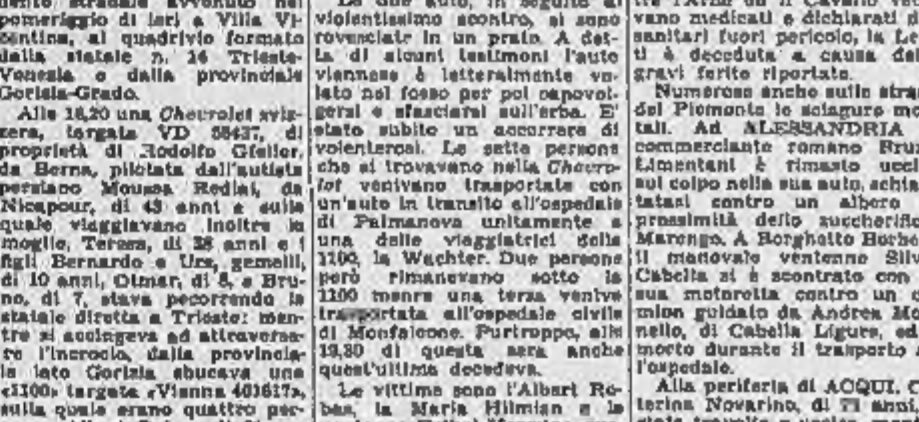 pomeriggio di ieri a Villa Vi-
centina, al quadrivio formato
dalla statale n. 14 Trieste-
Venezia e dalla provinciale
Gorizia-Grado.
Alle 18,20 una Chevrolet sviz-
zera, targata VD di
proprietà di Rodolfo
da Berna, pilotata dall'autista
persiano Moussa da
Nicapour, di 43 anni e sulla
quale viaggiavano inoltre la
moglie, Teresa, di 38 anni e i
figli Bernardo e Urs, gemelli,
di 10 anni, Otmar, di 8, e Bru-
no, di 7, stava percorrendo la
statale diretta a Trieste: men-
tre si accingeva ad attraversa-
re l'incrocio, dalla provincia-
le lato Gorizia sbucava una
«1100» targata «Vienna
sulla quale erano quattro per-
Le due auto, in seguito al
violentissimo scontro, si sono
rovesciate in un prato. A det-
ta di alcuni testimoni l'auto
viennese è letteralmente vo-
lata nel fosso per poi capovol-
gersi e sfasciarsi sull'erba. E'
stato subito un accorrere di
volenterosi. Le sette persone
che si trovavano nella Chevro-
let venivano trasportate con
un'auto in transito all'ospedale
di Palmanova unitamente a
una delle viaggiatrici della
1100, la Wachter. Due persone
però rimanevano sotto la
1100 mentre una terza veniva
trasportata all'ospedale civile
di Monfalcone. Purtroppo, alle
19,30 di questa sera anche
quest'ultima decedeva.
Le vittime sono l'Albert Ro-
la Maria Hilmian e la
vano medicati e dichiarati
sanitari fuori pericolo, la
ti è deceduta a causa
gravi ferite riportate.
Numerose anche sulle
del Piemonte le sciagure
tali. Ad ALESSANDRIA
commerciante romano
Limentani è rimasto
sul colpo nella sua auto,
tatasi contro un albero
prossimità dello zuccherificio
Marengo. A Borghetto
il manovale ventenne
Cabella si è scontrato con
sua motoretta contro un
mion guidato da Andrea
nello, di Cabella Ligure, ed
morto durante il trasporto
l'ospedale.
Alla periferia di ACQUI,
terina Novarino, di 71 anni,